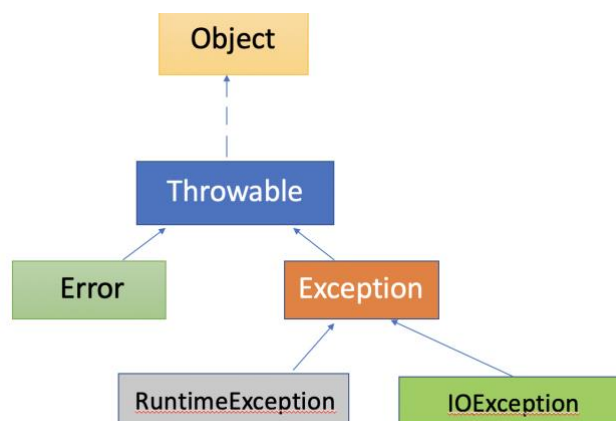 Object
Throwable
Error
Exception
RuntimeException
IOException